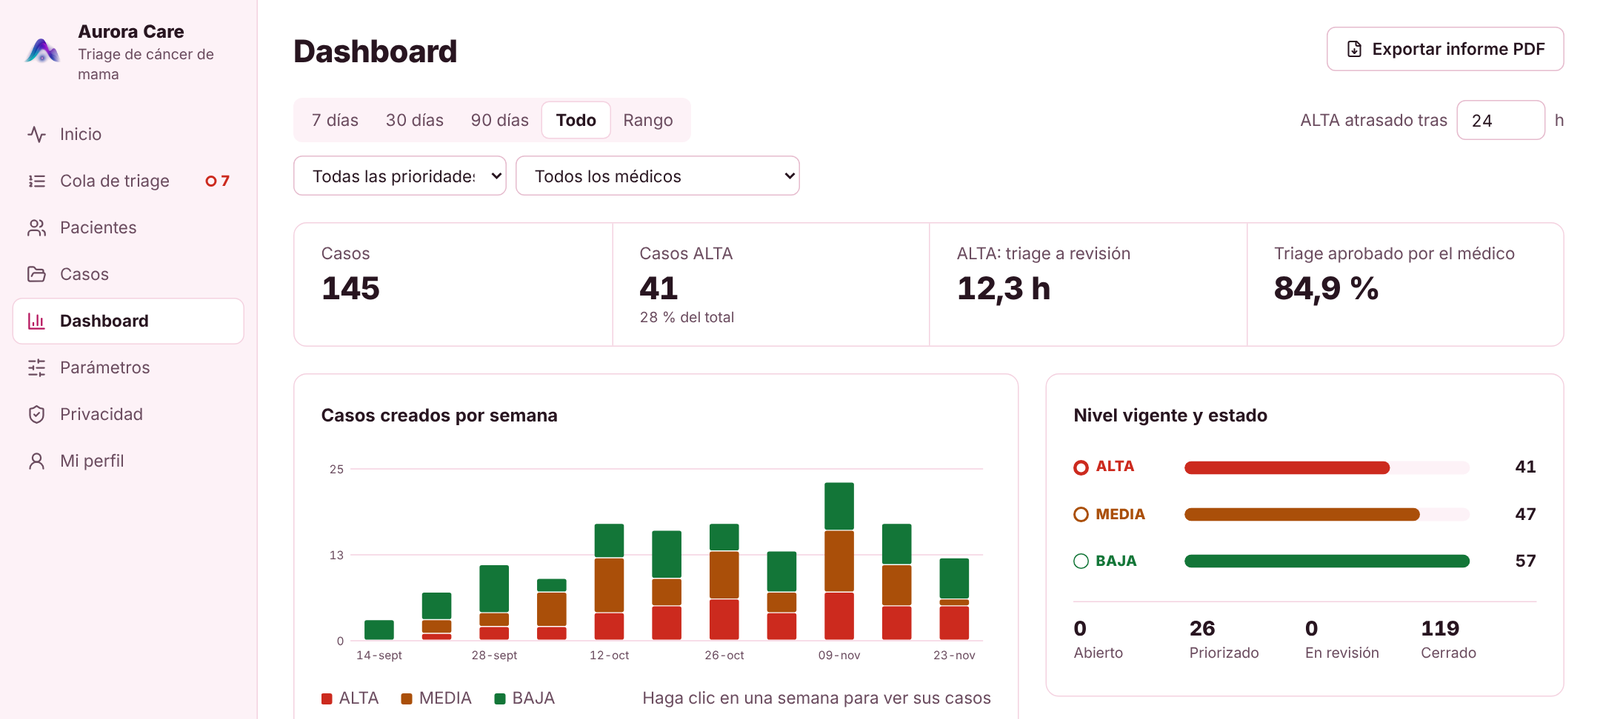 Aurora Care
Triage de cáncer de
mama
Inicio
Cola de triage 7
Pacientes
Casos
Dashboard
Parámetros
Privacidad
Mi perfil
Dashboard
Exportar informe PDF
7 días 30 días 90 días Todo Rango
ALTA atrasado tras 24 h
Todas las prioridades Todos los médicos
Casos
145
Casos ALTA
41
28 % del total
ALTA: triage a revisión
12,3 h
Triage aprobado por el médico
84,9 %
Casos creados por semana
25
13
0
14-sept 28-sept 12-oct 26-oct 09-nov 23-nov
ALTA MEDIA BAJA
Haga clic en una semana para ver sus casos
Nivel vigente y estado
ALTA 41
MEDIA 47
BAJA 57
0 26 0 119
Abierto Priorizado En revisión Cerrado